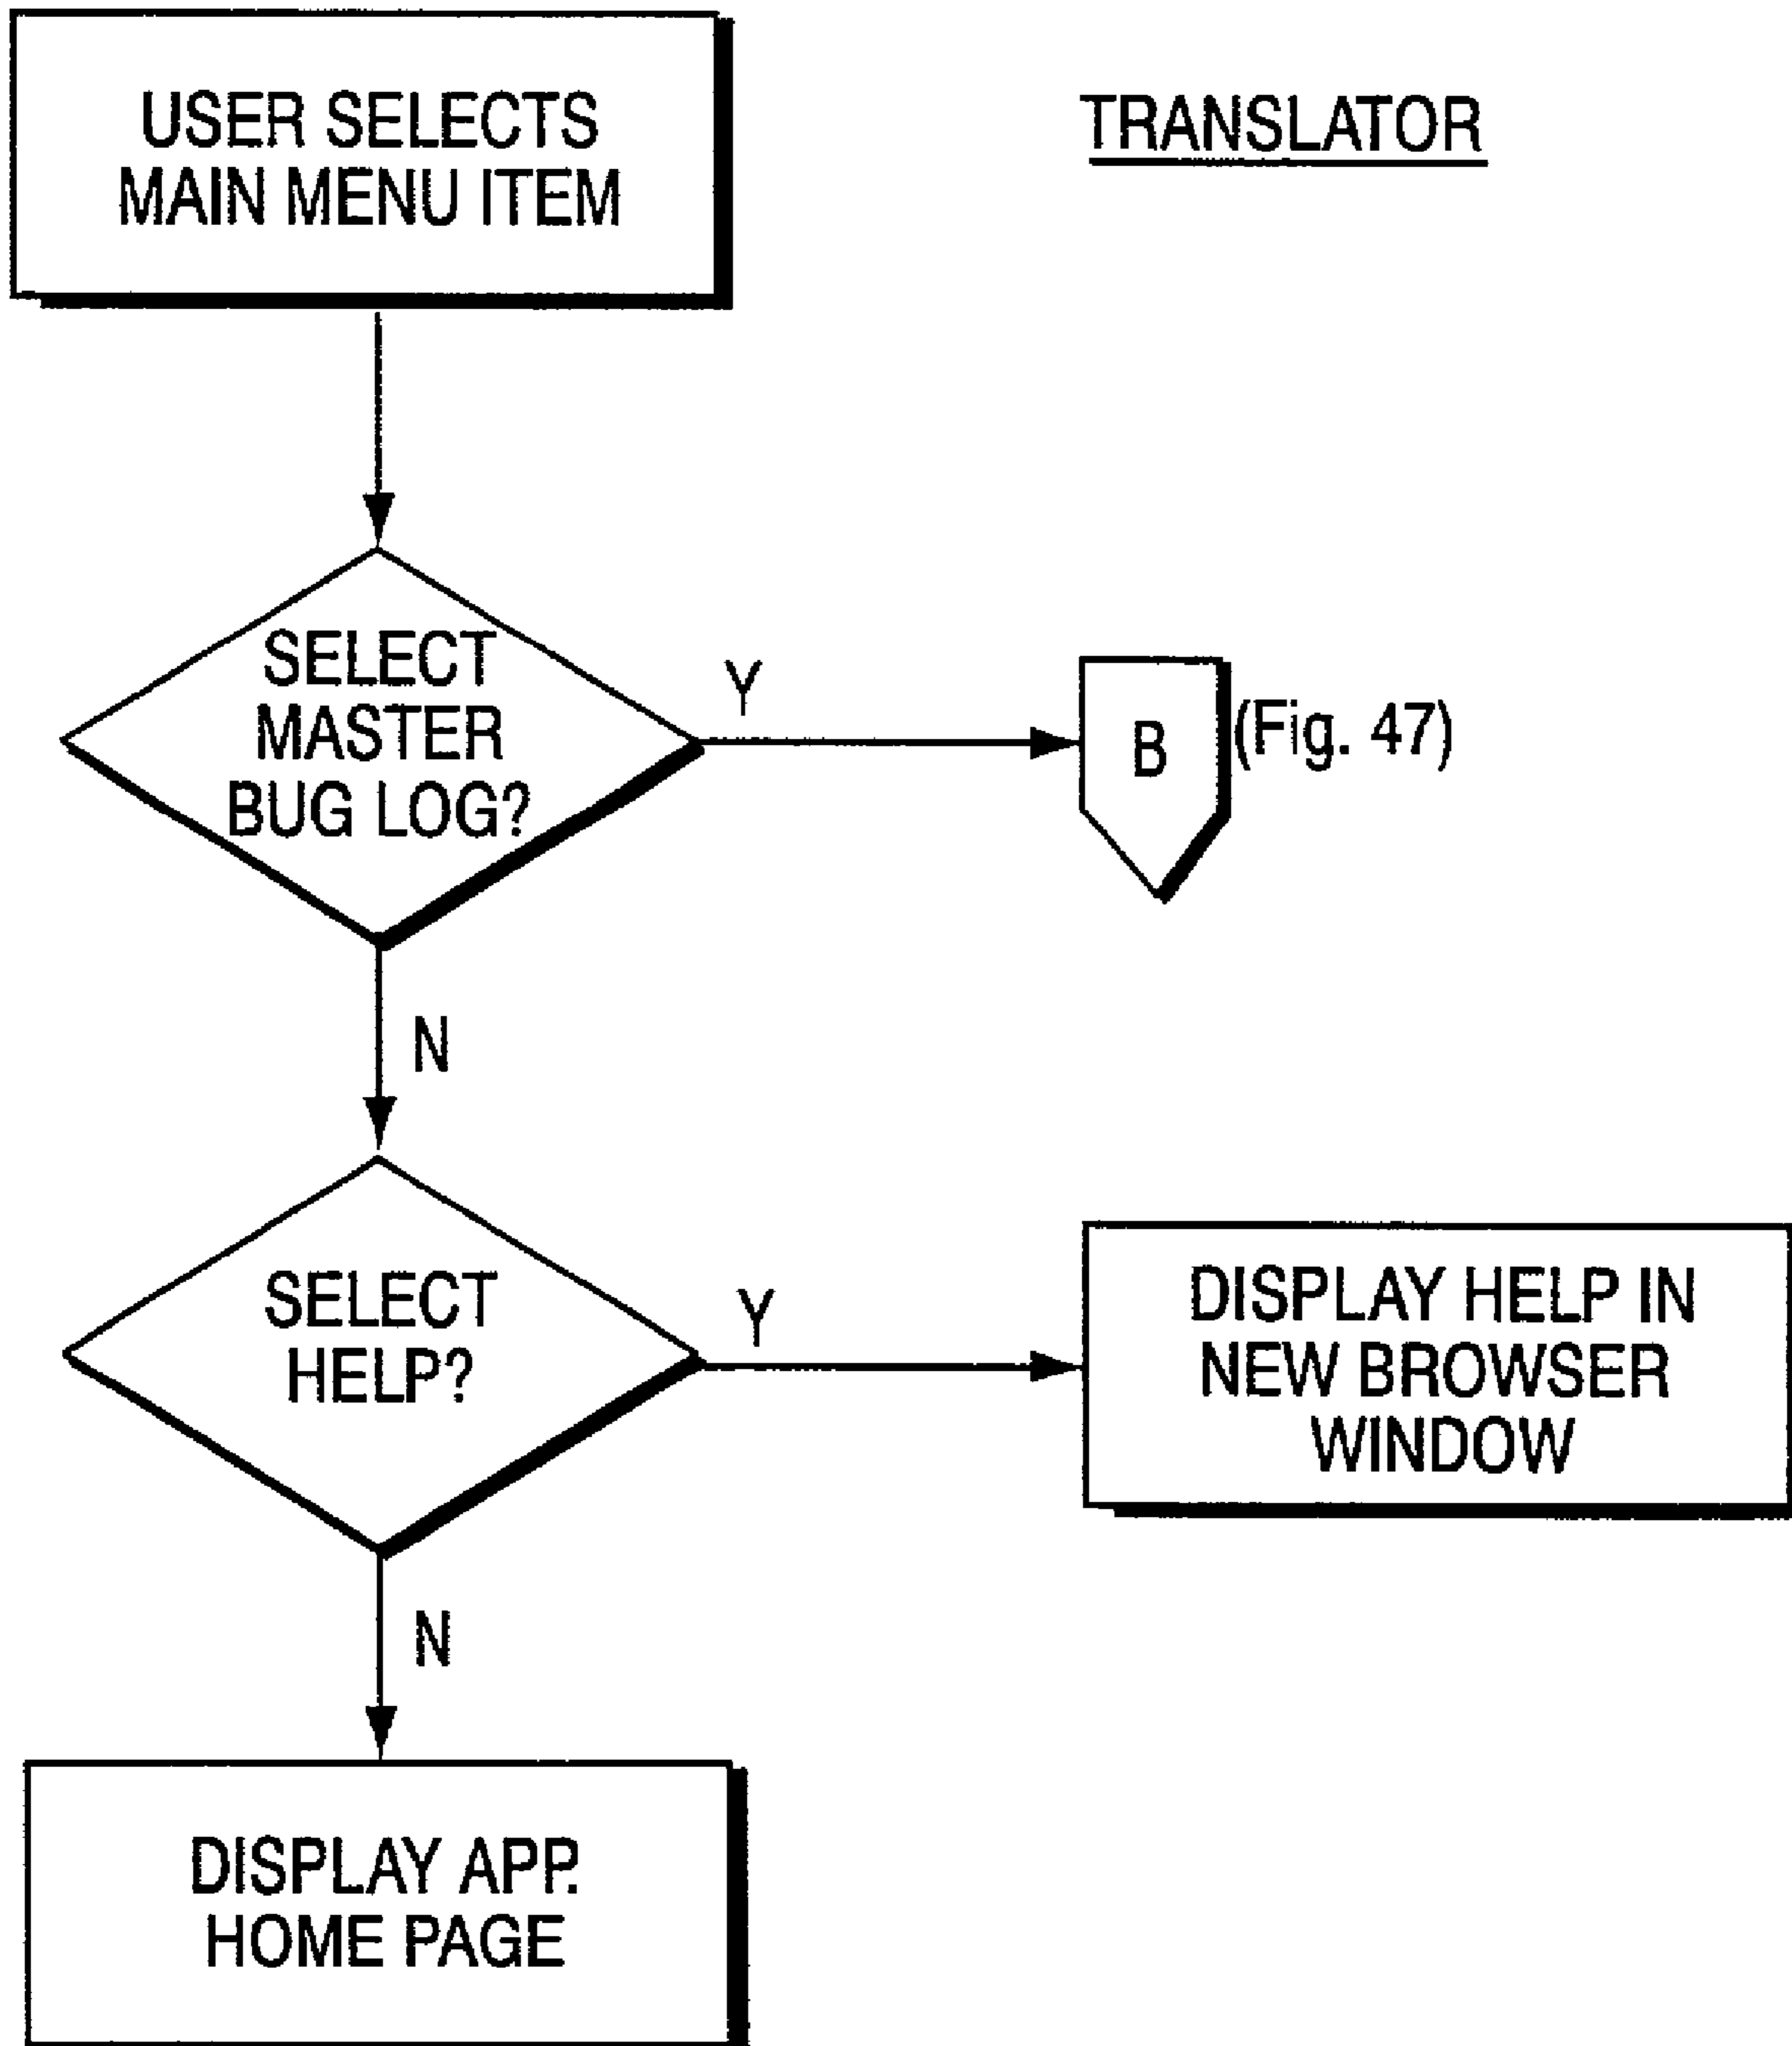 USER SELECTS
MAIN MENU ITEM
TRANSLATOR
SELECT
MASTER
BUG LOG?
Y
B
(Fig. 47)
N
SELECT
HELP?
Y
DISPLAY HELP IN
NEW BROWSER
WINDOW
N
DISPLAY APP.
HOME PAGE